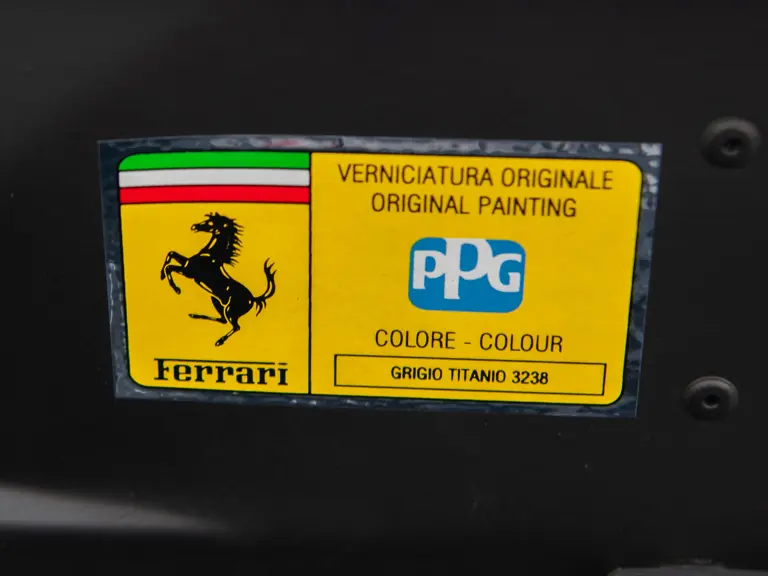 Ferrari
VERNICIATURA ORIGINALE
ORIGINAL PAINTING
PPG
COLORE - COLOUR
GRIGIO TITANIO 3238